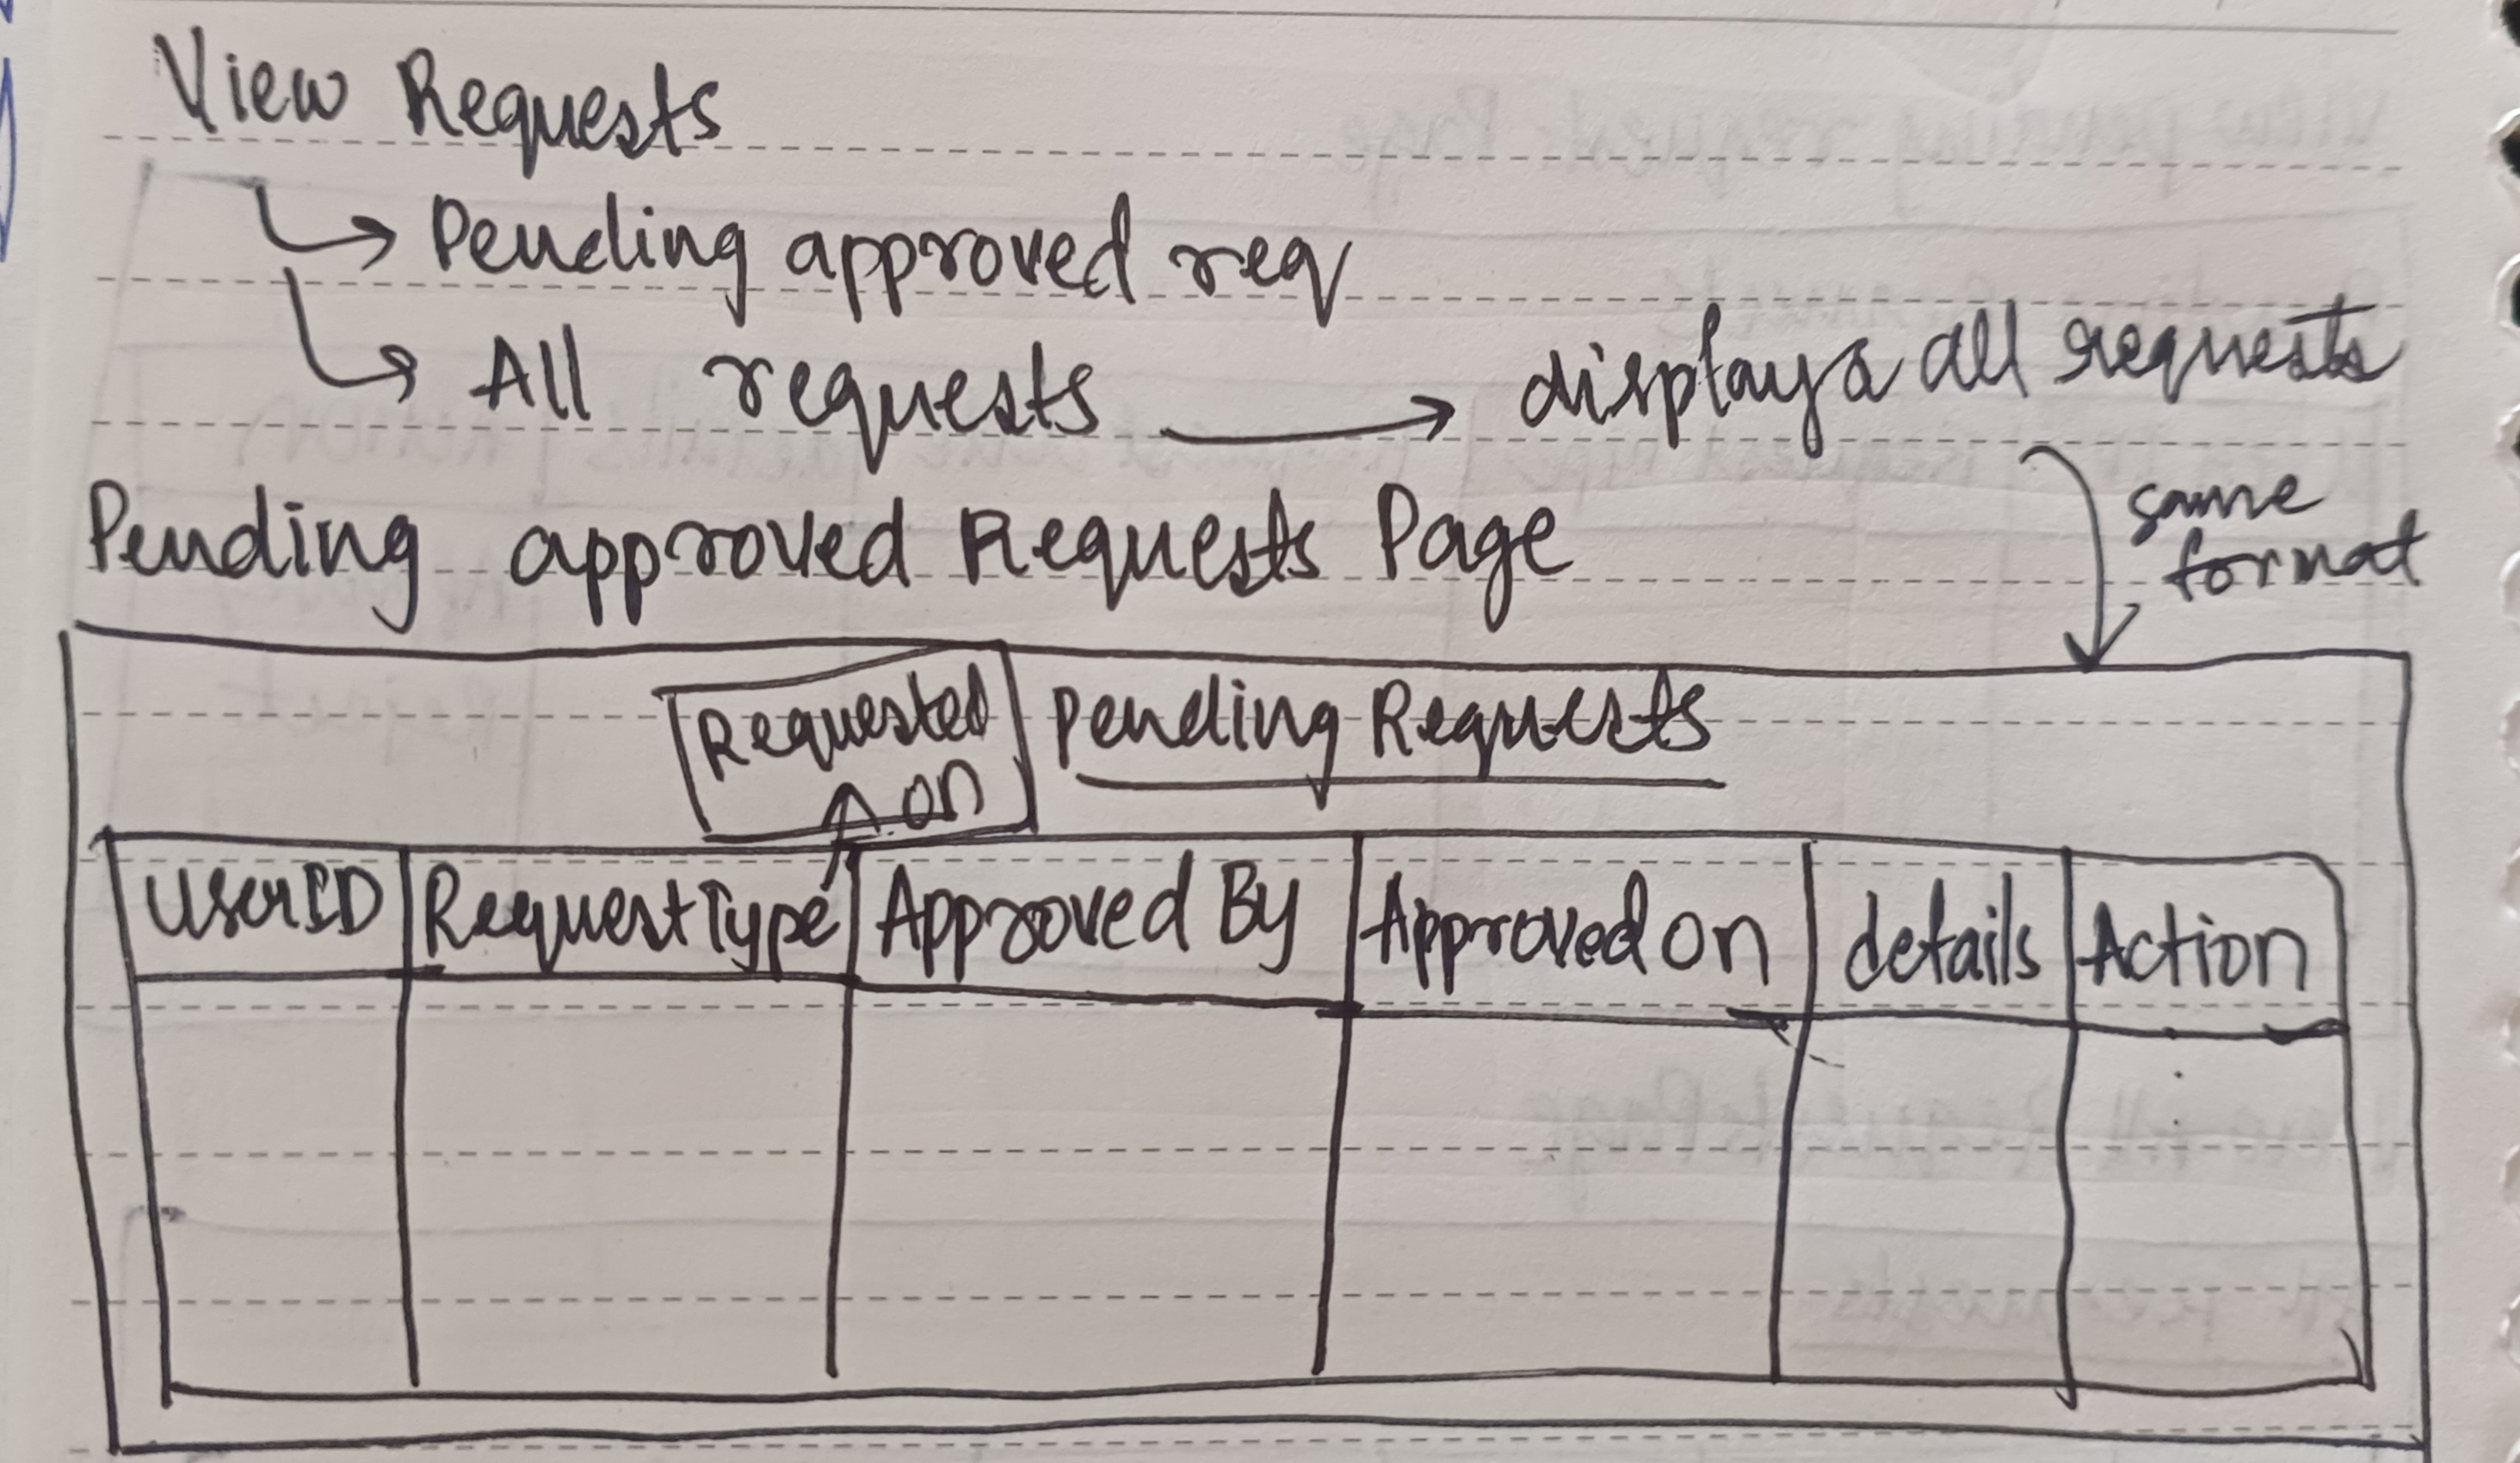 View Requests
Pending approved req
All requests → displays all requests
same
format
Pending approved Requests Page
Requested
on
Pending Requests
UserID Request Type Approved By Approved on details Action